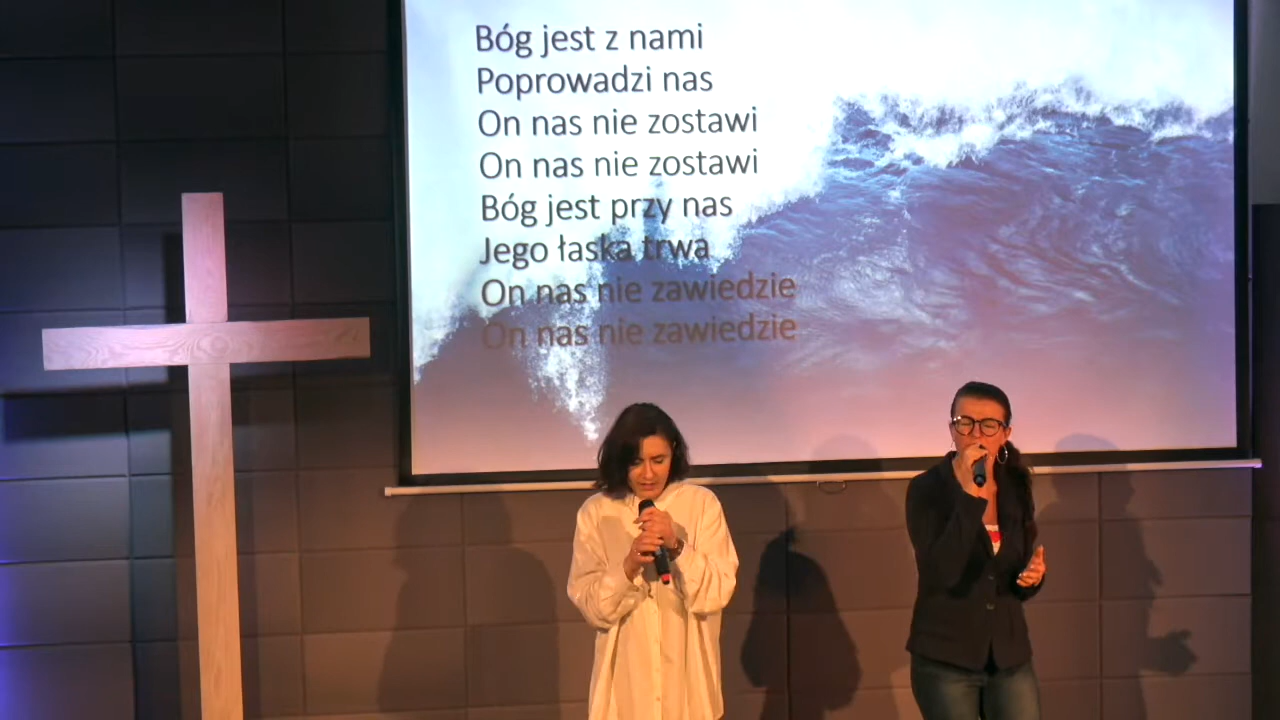 Bóg jest z nami
Poprowadzi nas
On nas nie zostawi
On nas nie zostawi
Bóg jest przy nas
Jego łaska trwa
On nas nie zawiedzie
On nas nie zawiedzie